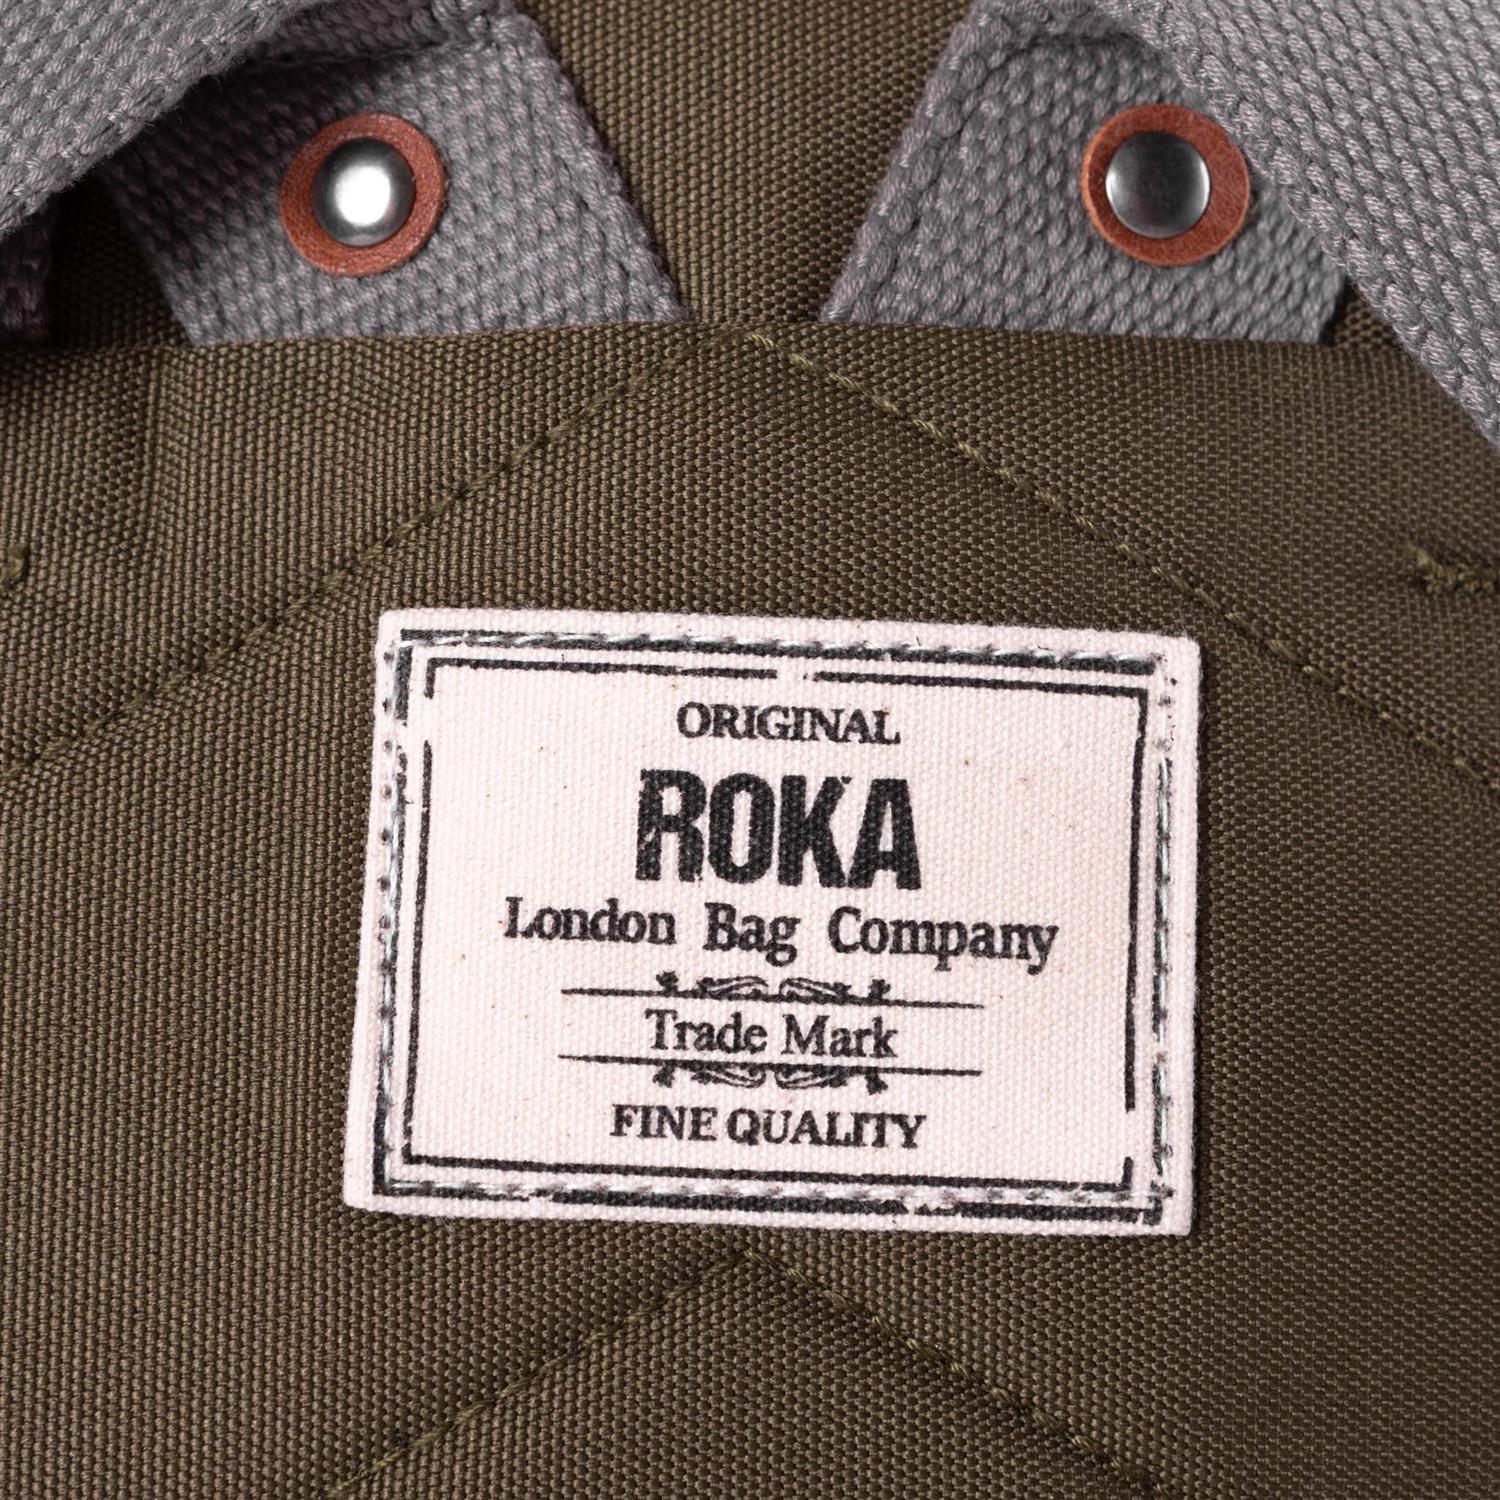 ORIGINAL
ROKA
London Bag Company
Trade Mark
FINE QUALITY